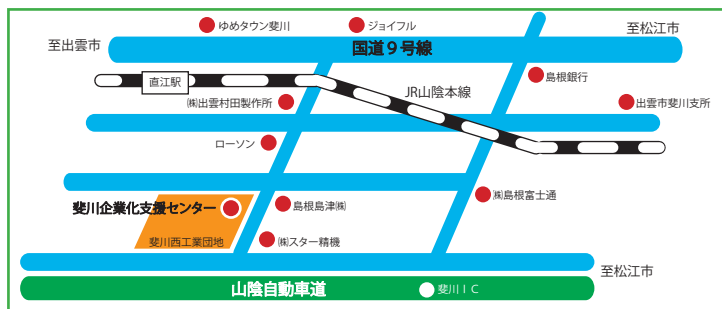 ゆめタウン斐川
ジョイフル
至松江市
至出雲市
国道9号線
直江駅
島根銀行
JR山陰本線
㈱出雲村田製作所
出雲市斐川支所
ローソン
㈱島根富士通
斐川企業化支援センター
島根島津㈱
斐川西工業団地
㈱スター精機
至松江市
山陰自動車道
斐川ＩＣ